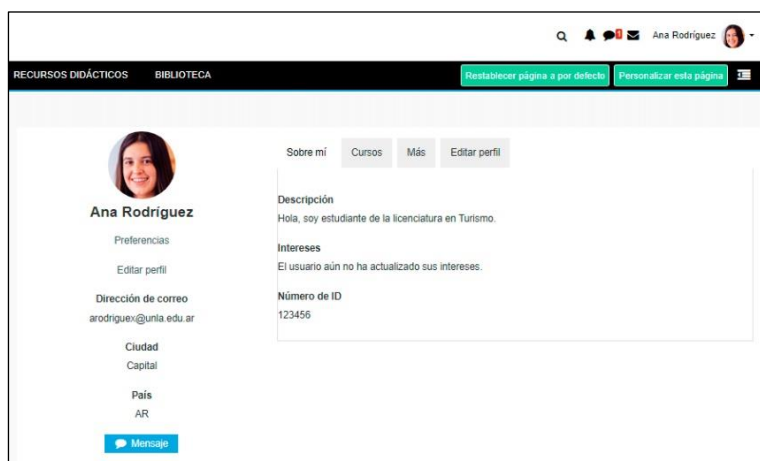 1
Ana Rodríguez
RECURSOS DIDÁCTICOS
BIBLIOTECA
Restablecer página a por defecto
Personalizar esta página
Ana Rodríguez
Preferencias
Editar perfil
Dirección de correo
arodriguex@unla.edu.ar
Ciudad
Capital
País
AR
Mensaje
Sobre mí
Cursos
Más
Editar perfil
Descripción
Hola, soy estudiante de la licenciatura en Turismo.
Intereses
El usuario aún no ha actualizado sus intereses.
Número de ID
123456